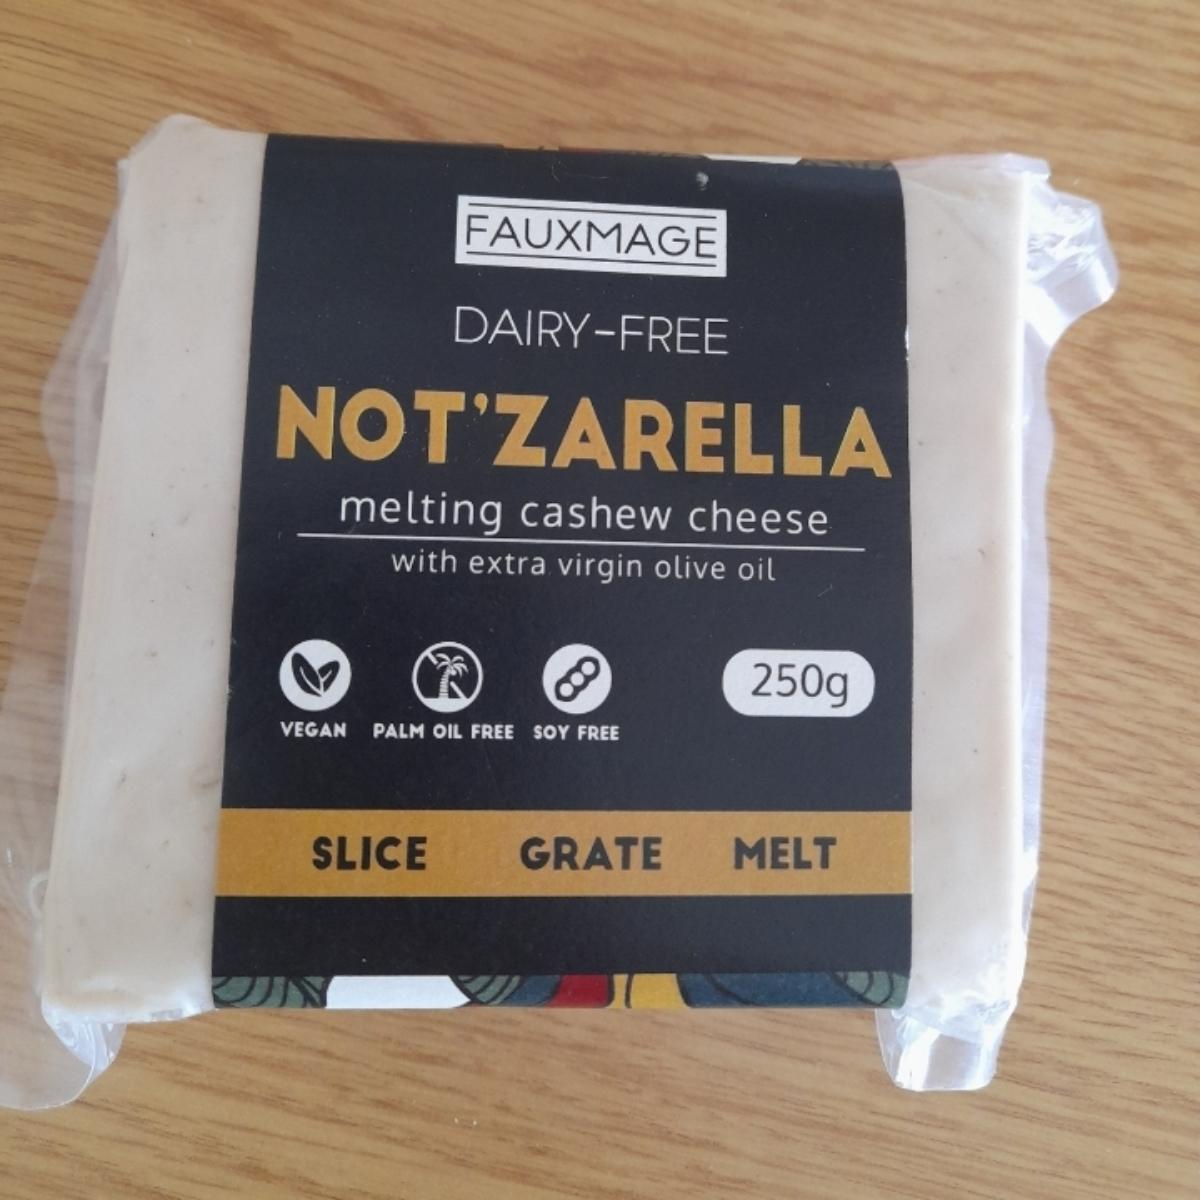 FAUXMAGE
DAIRY-FREE
NOT'ZARELLA
melting cashew cheese
with extra virgin olive oil
VEGAN PALM OIL FREE SOY FREE 250g
SLICE GRATE MELT